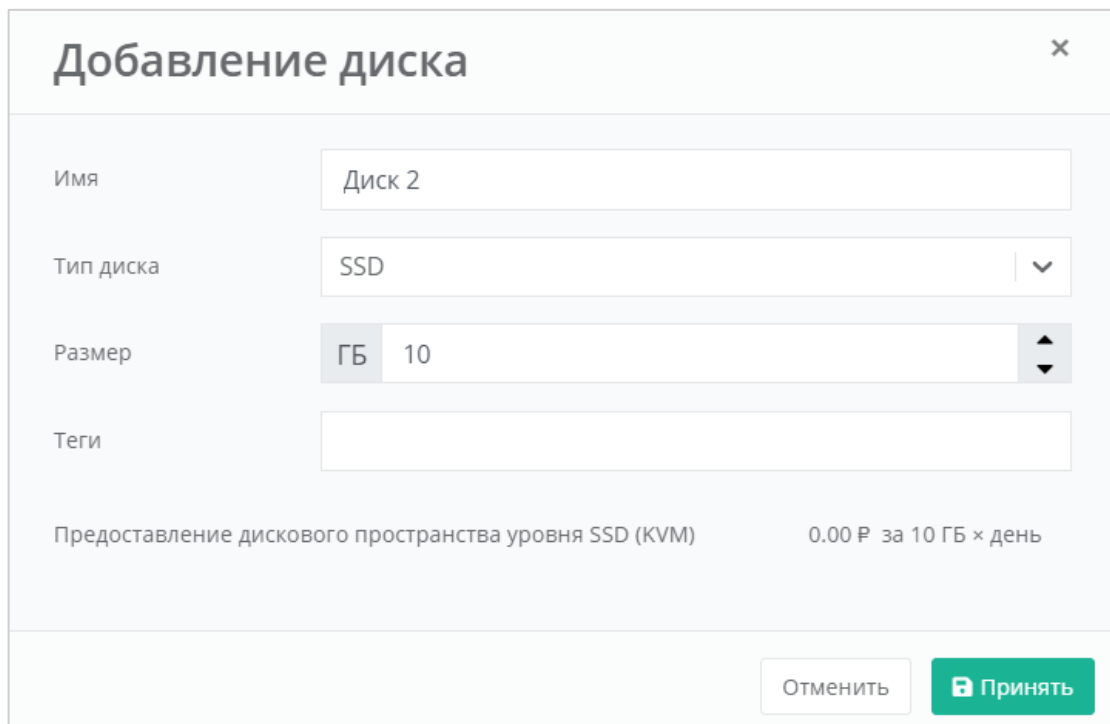 Добавление диска ×
Имя Диск 2
Тип диска SSD
Размер ГБ 10
Теги
Предоставление дискового пространства уровня SSD (KVM) 0.00 ₽ за 10 ГБ × день
Отменить Принять